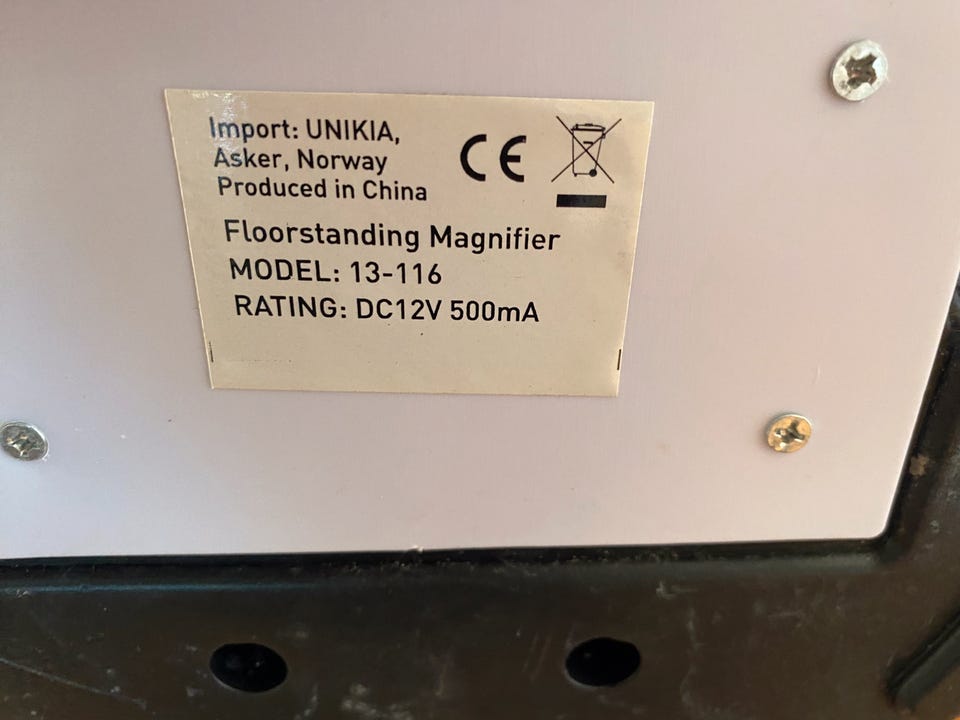 Import: UNIKIA,
Asker, Norway
Produced in China
CE
Floorstanding Magnifier
MODEL: 13-116
RATING: DC12V 500mA